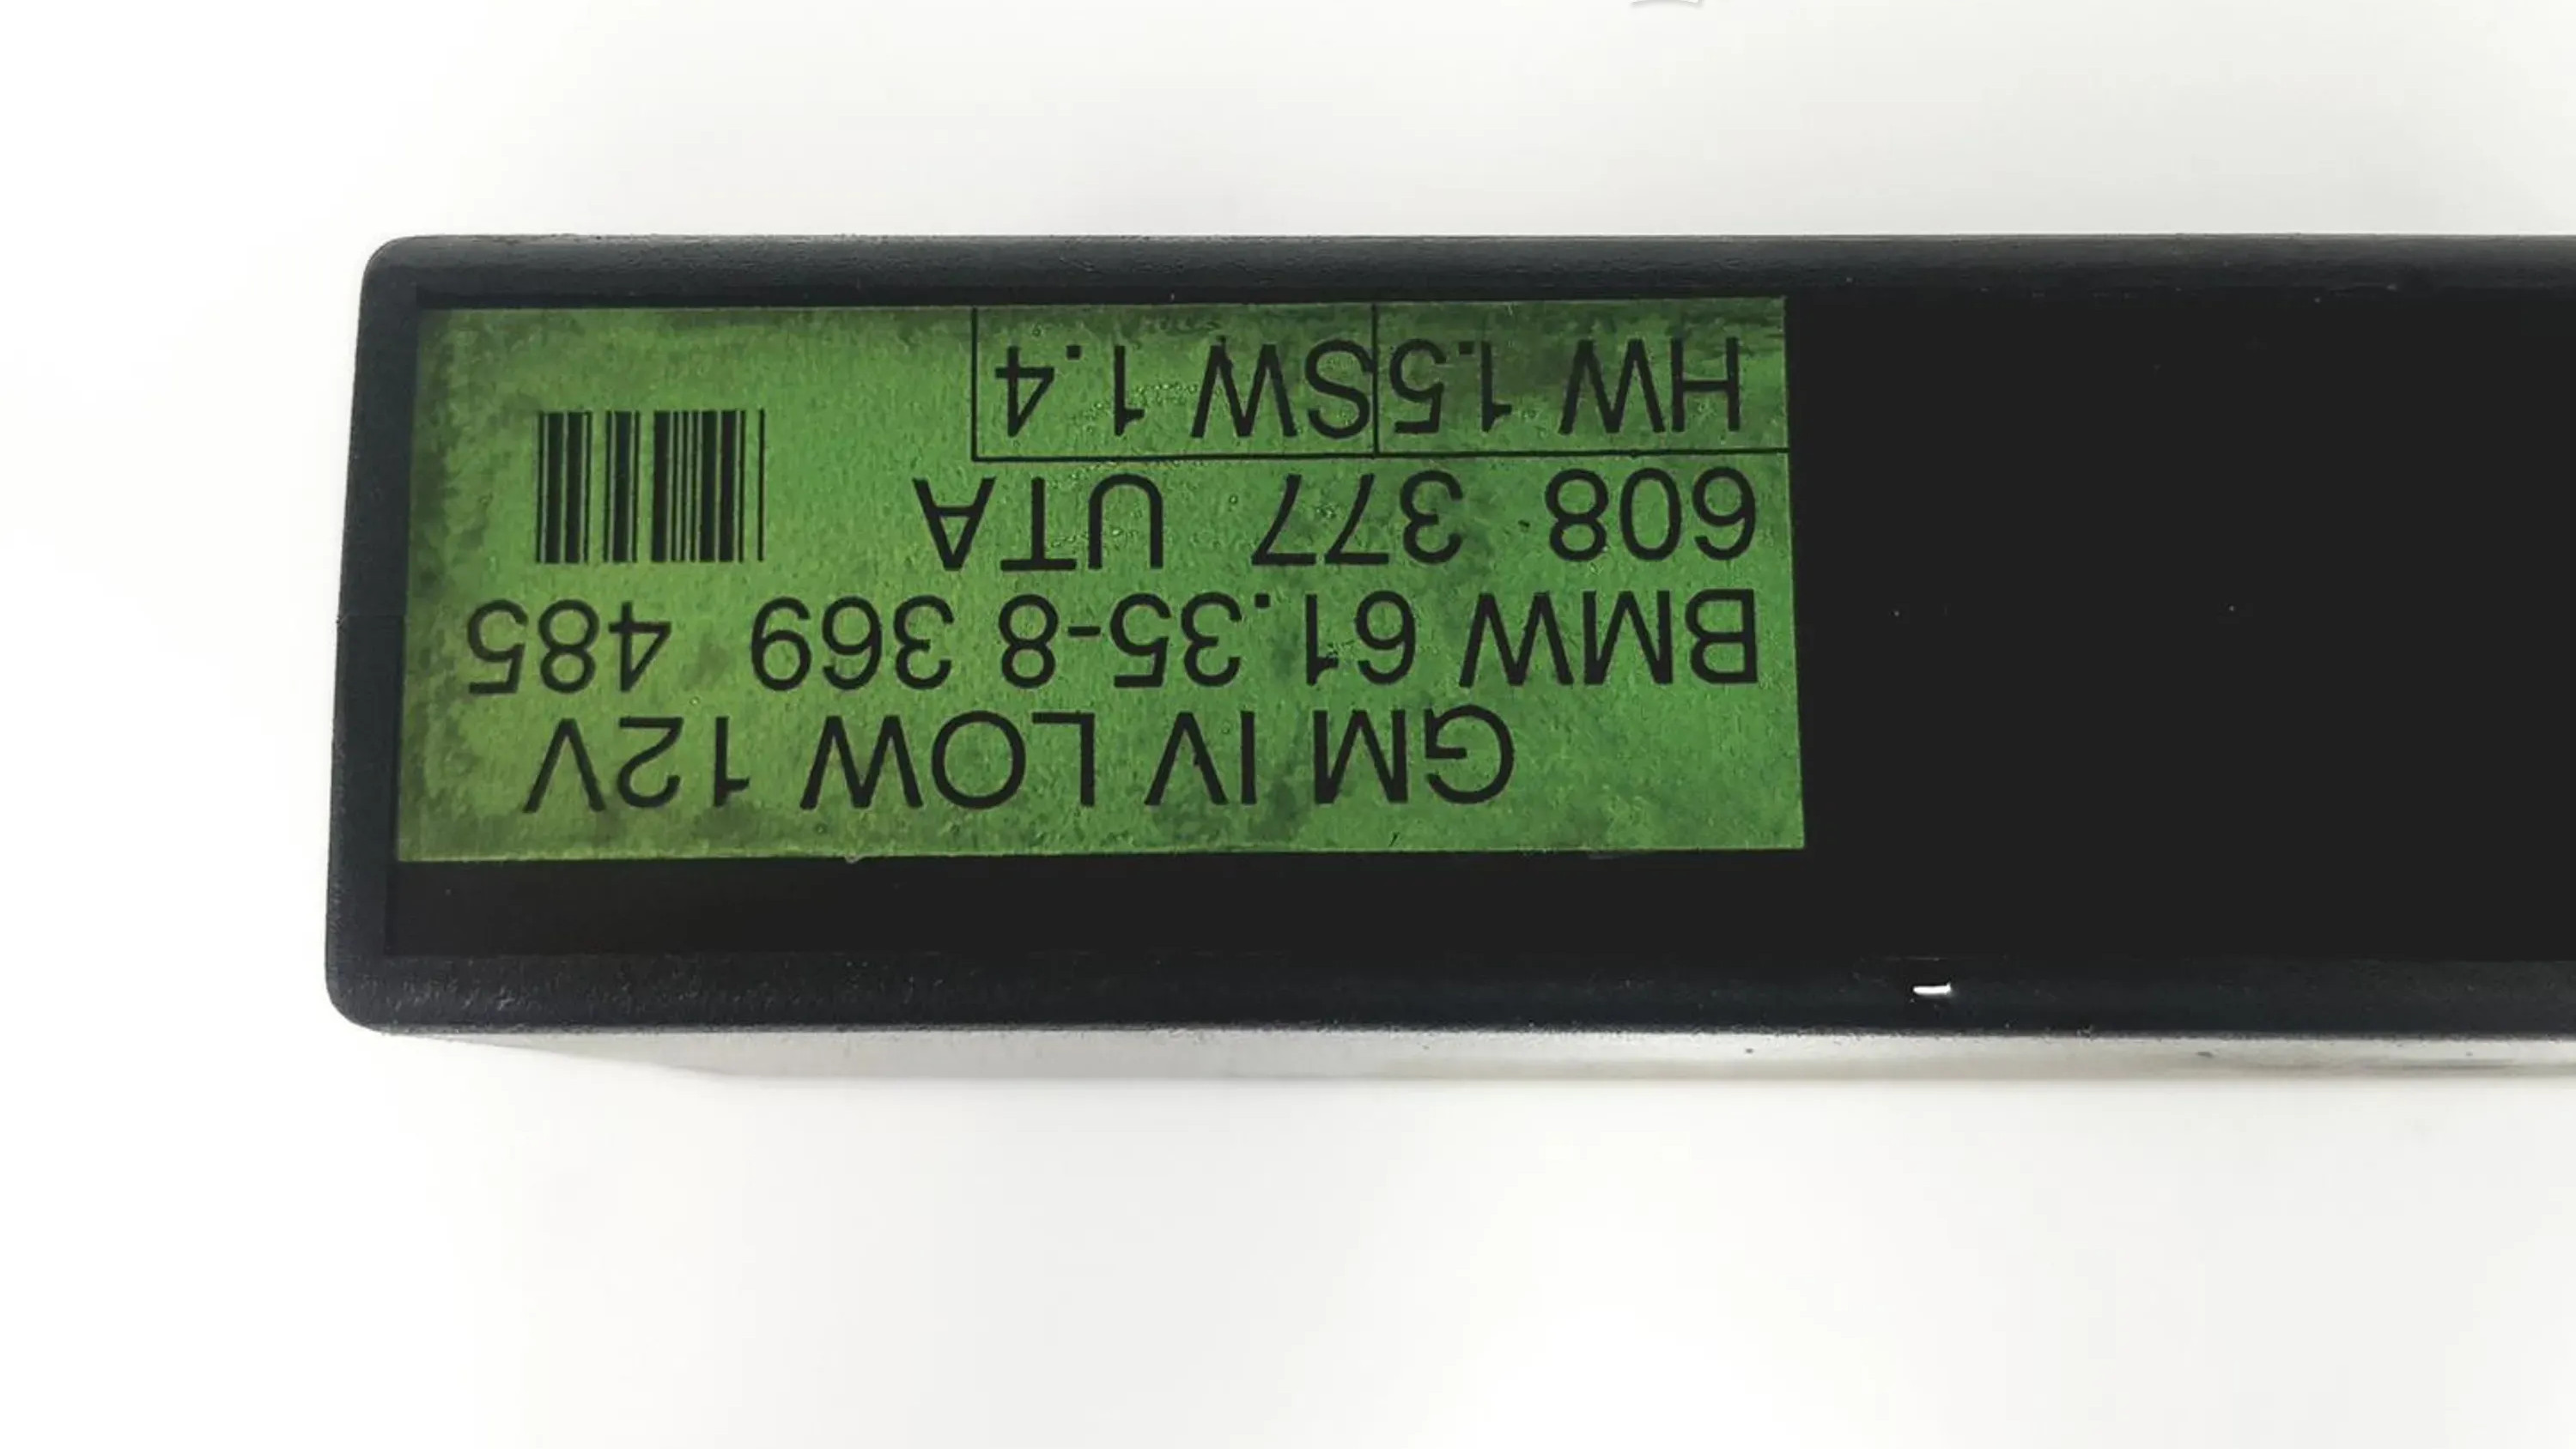 GM IV LOW 12V
BMW 61.35-8 369 485
608 377 UTA
HW 1.5 SW 1.4